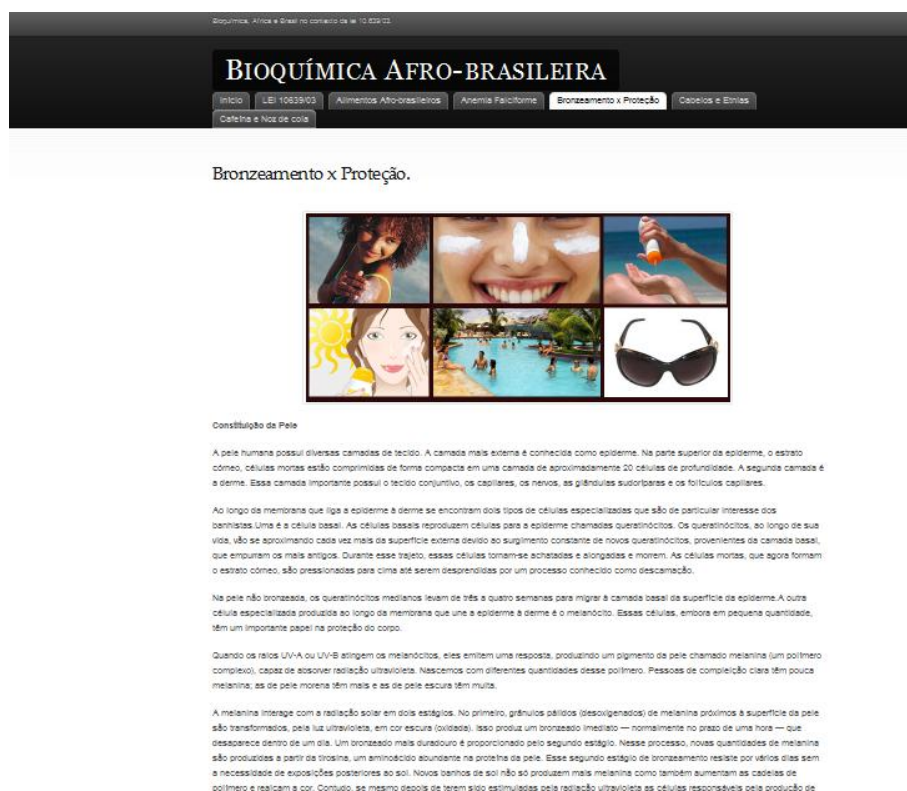 Bioquímica, Africa e Brasil no contexto da lei 10.639/03.
BIOQUÍMICA AFRO-BRASILEIRA
Início LEI 10639/03 Alimentos Afro-brasileiros Anemia Falciforme Bronzeamento x Proteção Cabelos e Etnias
Cafeína e Noz de cola
Bronzeamento x Proteção.
Constituição da Pele
A pele humana possui diversas camadas de tecido. A camada mais externa é conhecida como epiderme. Na parte superior da epiderme, o estrato
córneo, células mortas estão comprimidas de forma compacta em uma camada de aproximadamente 20 células de profundidade. A segunda camada é
a derme. Essa camada importante possui o tecido conjuntivo, os capilares, os nervos, as glândulas sudoríparas e os folículos capilares.
Ao longo da membrana que liga a epiderme à derme se encontram dois tipos de células especializadas que são de particular interesse dos
banhistas.Uma é a célula basal. As células basais reproduzem células para a epiderme chamadas queratinócitos. Os queratinócitos, ao longo de sua
vida, vão se aproximando cada vez mais da superfície externa devido ao surgimento constante de novos queratinócitos, provenientes da camada basal,
que empurram os mais antigos. Durante esse trajeto, essas células tornam-se achatadas e alongadas e morrem. As células mortas, que agora formam
o estrato córneo, são pressionadas para cima até serem desprendidas por um processo conhecido como descamação.
Na pele não bronzeada, os queratinócitos medianos levam de três a quatro semanas para migrar à camada basal da superfície da epiderme.A outra
célula especializada produzida ao longo da membrana que une a epiderme à derme é o melanócito. Essas células, embora em pequena quantidade,
têm um importante papel na proteção do corpo.
Quando os raios UV-A ou UV-B atingem os melanócitos, eles emitem uma resposta, produzindo um pigmento da pele chamado melanina (um polímero
complexo), capaz de absorver radiação ultravioleta. Nascemos com diferentes quantidades desse polímero. Pessoas de compleição clara têm pouca
melanina; as de pele morena têm mais e as de pele escura têm muita.
A melanina interage com a radiação solar em dois estágios. No primeiro, grânulos pálidos (desoxigenados) de melanina próximos à superfície da pele
são transformados, pela luz ultravioleta, em cor escura (oxidada). Isso produz um bronzeado imediato — normalmente no prazo de uma hora — que
desaparece dentro de um dia. Um bronzeado mais duradouro é proporcionado pelo segundo estágio. Nesse processo, novas quantidades de melanina
são produzidas a partir da tirosina, um aminoácido abundante na proteína da pele. Esse segundo estágio de bronzeamento resiste por vários dias sem
a necessidade de exposições posteriores ao sol. Novos banhos de sol não só produzem mais melanina como também aumentam as cadeias de
polímero e realçam a cor. Contudo, se mesmo depois de terem sido estimuladas pela radiação ultravioleta as células responsáveis pela produção de